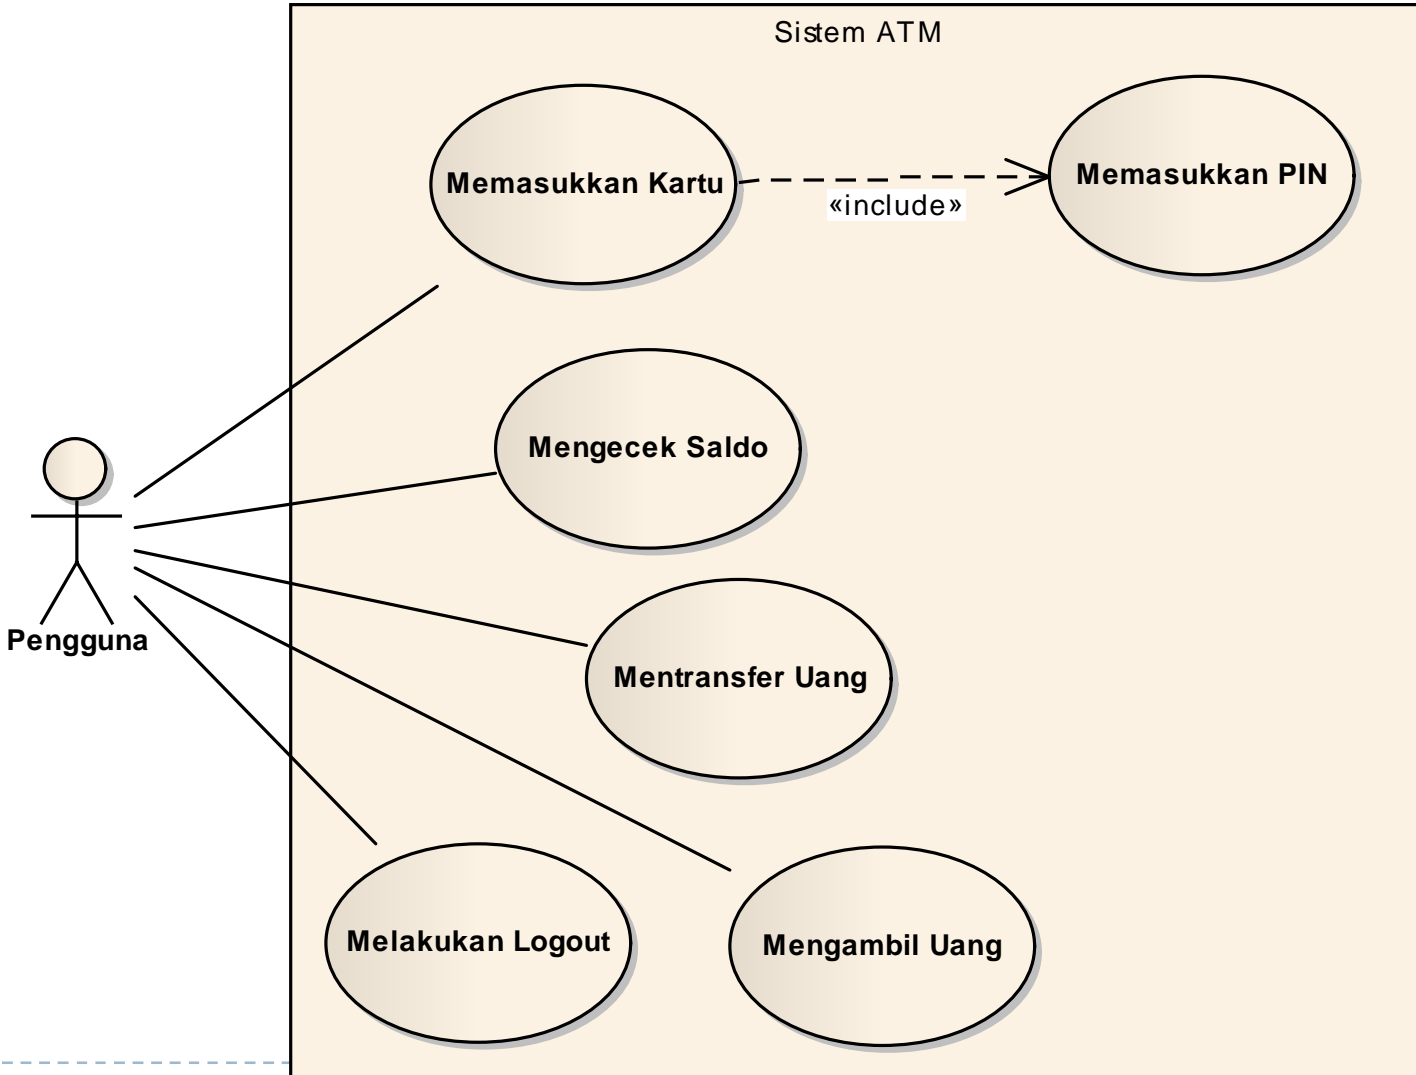 Sistem ATM
Memasukkan Kartu
Memasukkan PIN
«include»
Mengecek Saldo
Pengguna
Mentransfer Uang
Melakukan Logout
Mengambil Uang